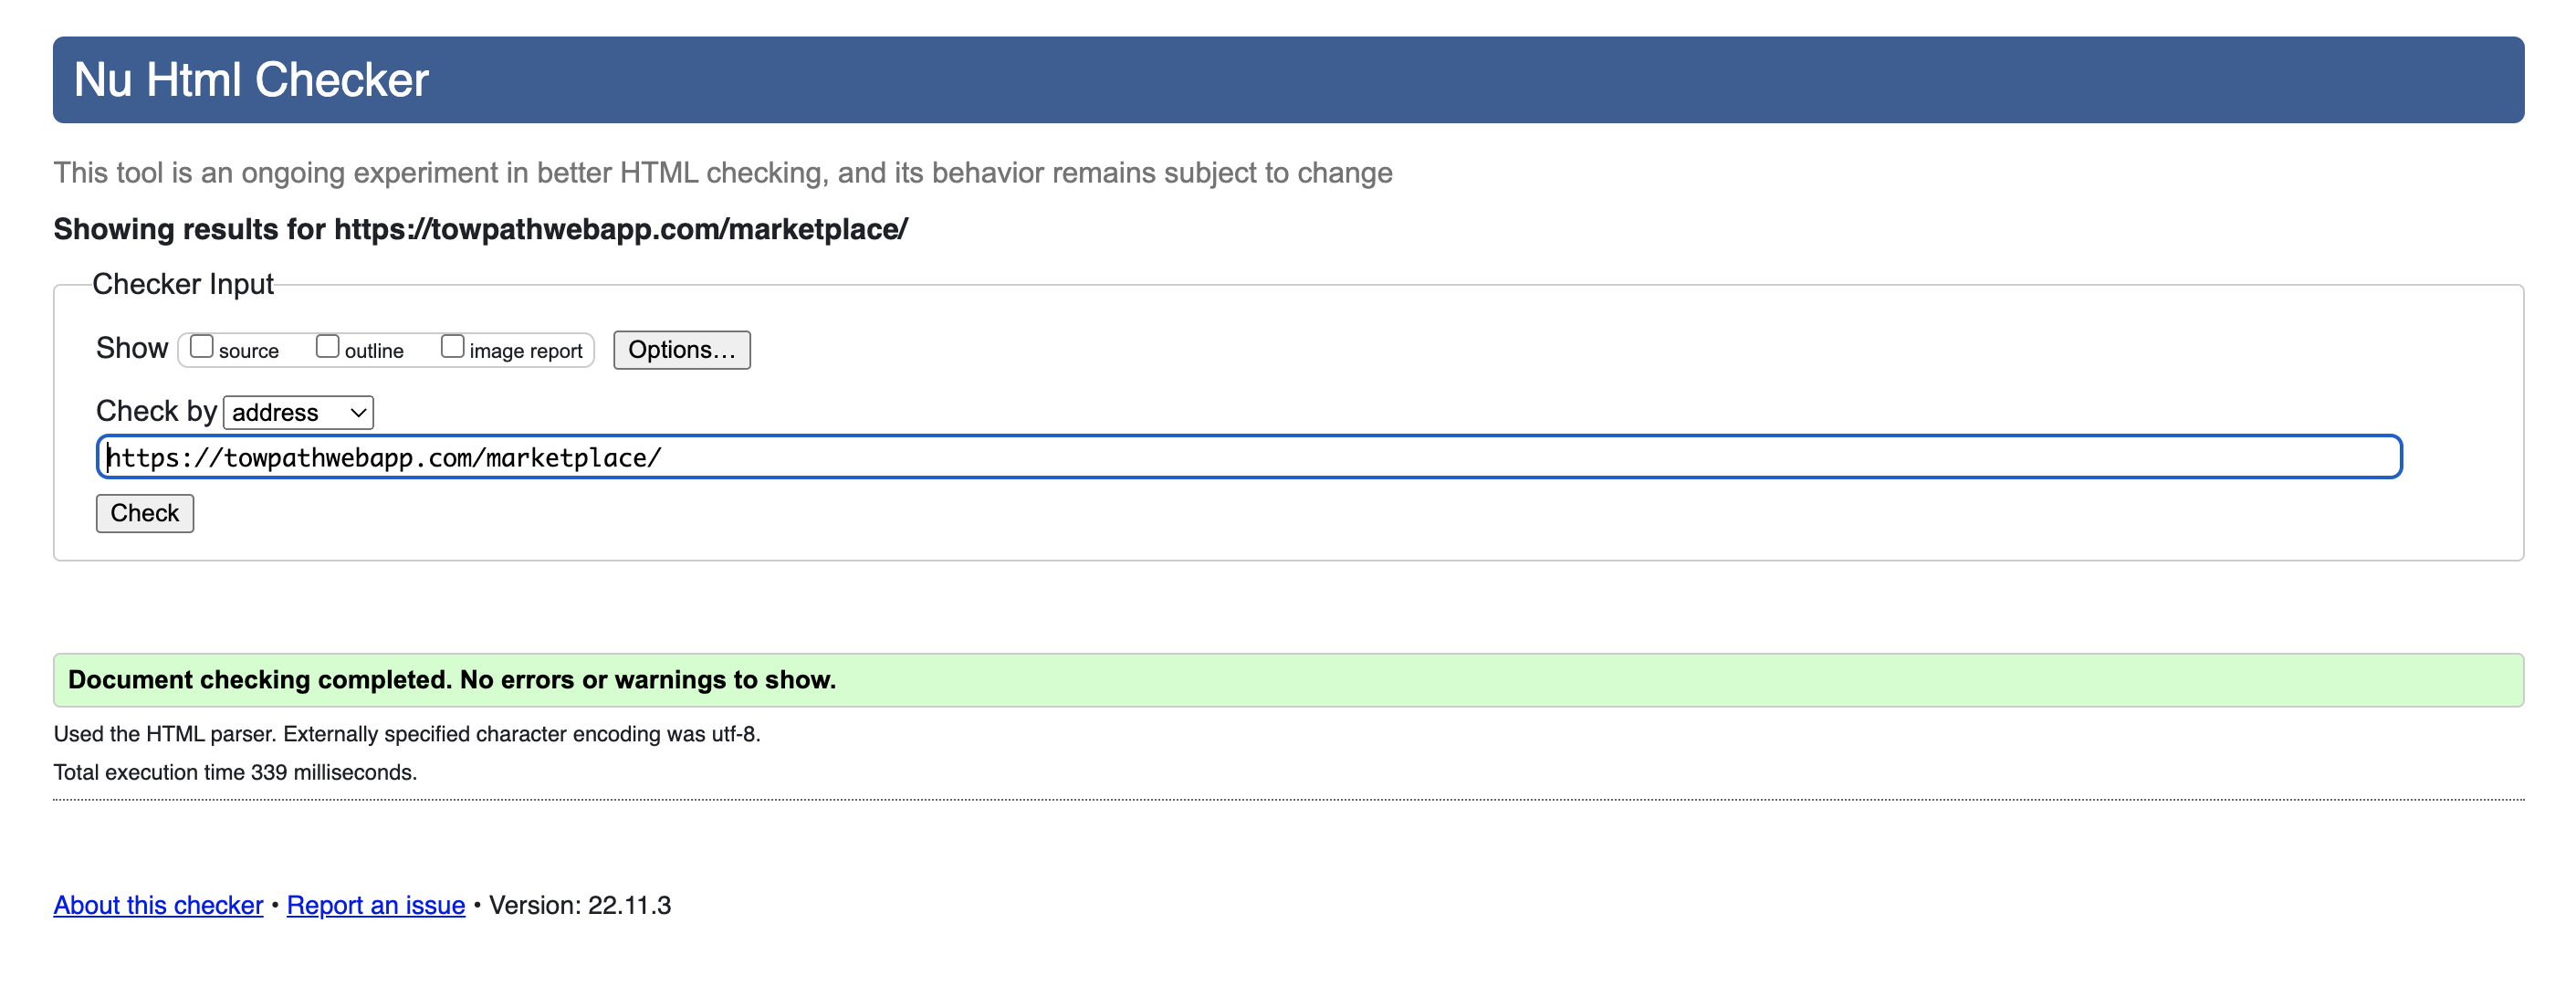 Nu Html Checker
This tool is an ongoing experiment in better HTML checking, and its behavior remains subject to change
Showing results for https://towpathwebapp.com/marketplace/
Checker Input
Show source outline image report Options...
Check by address
https://towpathwebapp.com/marketplace/
Check
Document checking completed. No errors or warnings to show.
Used the HTML parser. Externally specified character encoding was utf-8.
Total execution time 339 milliseconds.
About this checker • Report an issue • Version: 22.11.3